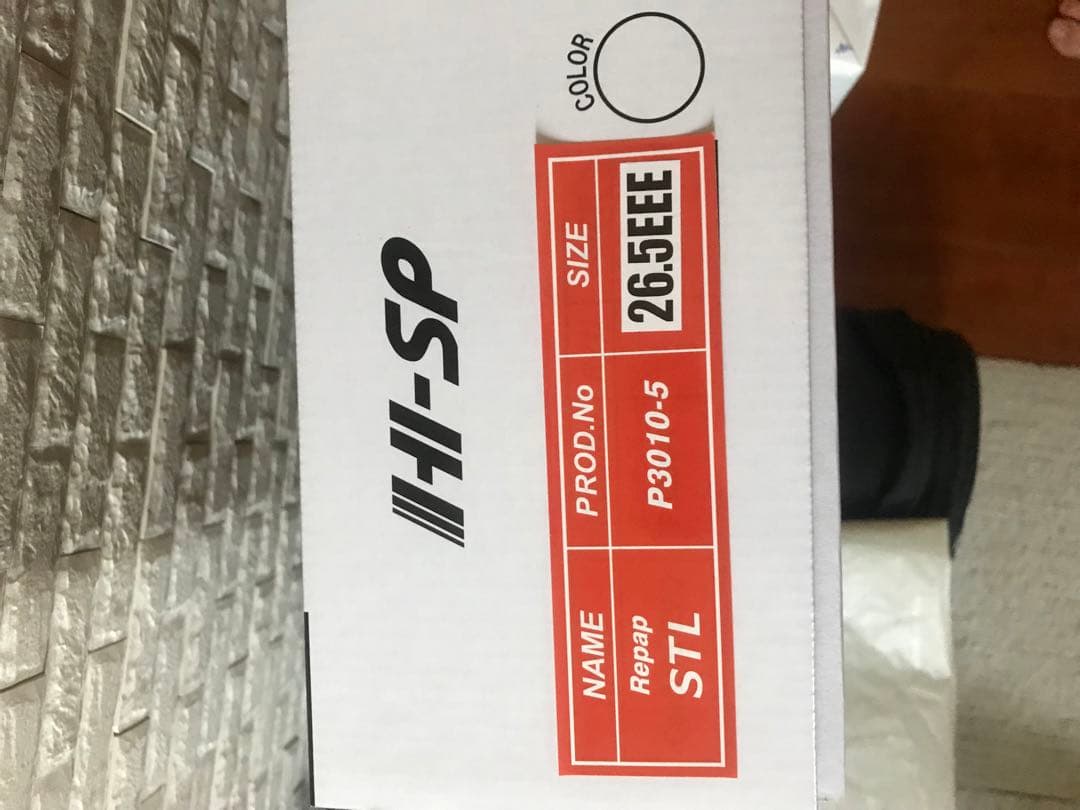 HI-SP
COLOR
NAME PROD.No SIZE
Repap P3010-5 26.5EEE
STL